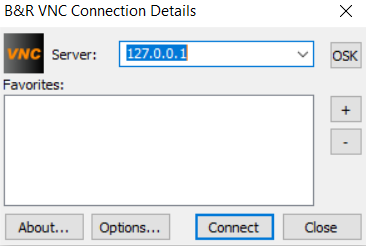 B&R VNC Connection Details
VNC Server: 127.0.0.1 OSK
Favorites:
+
-
About... Options... Connect Close